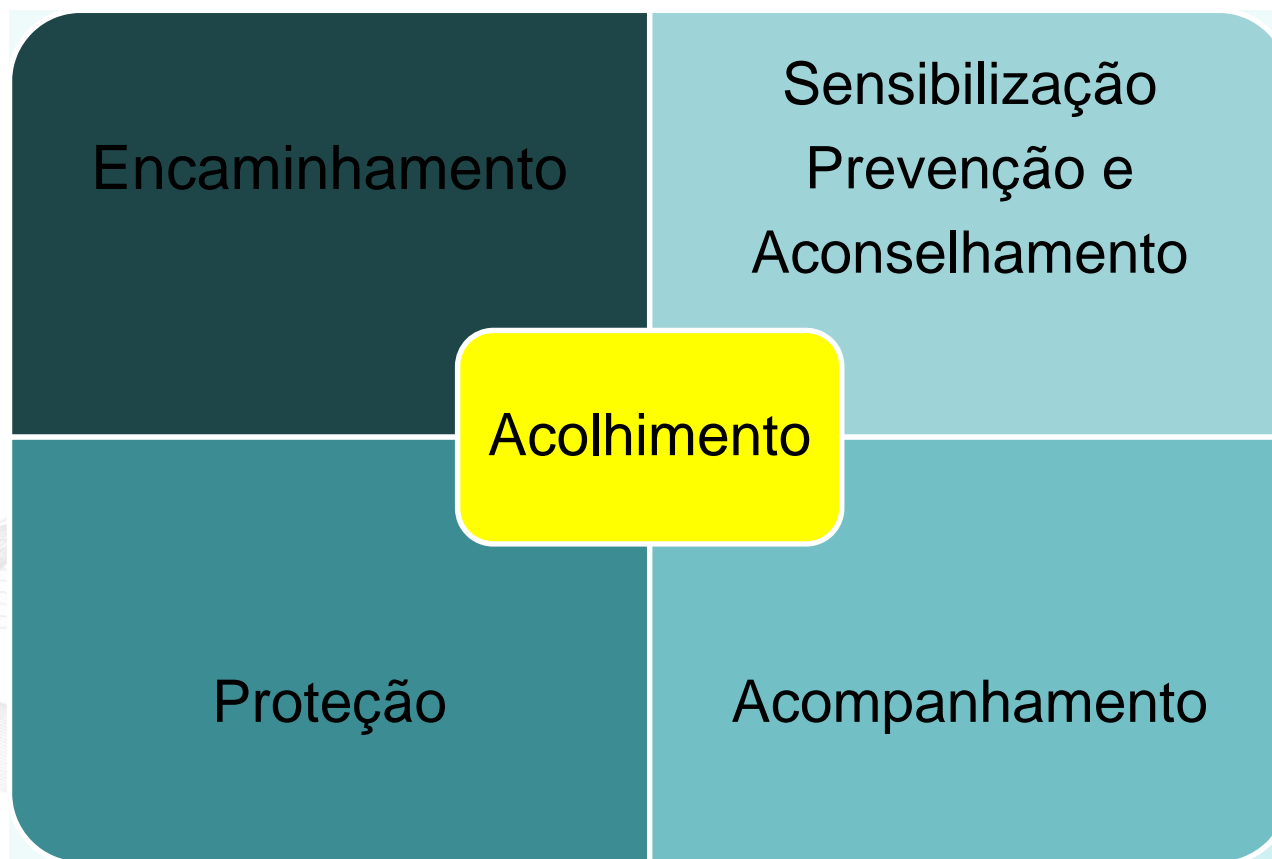 Encaminhamento
Sensibilização
Prevenção e
Aconselhamento
Acolhimento
Proteção
Acompanhamento